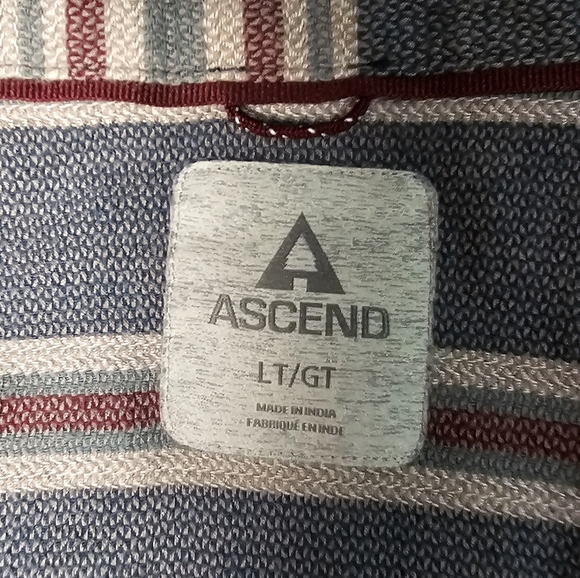 ASCEND
LT/GT
MADE IN INDIA
FABRIQUÉ EN INDE